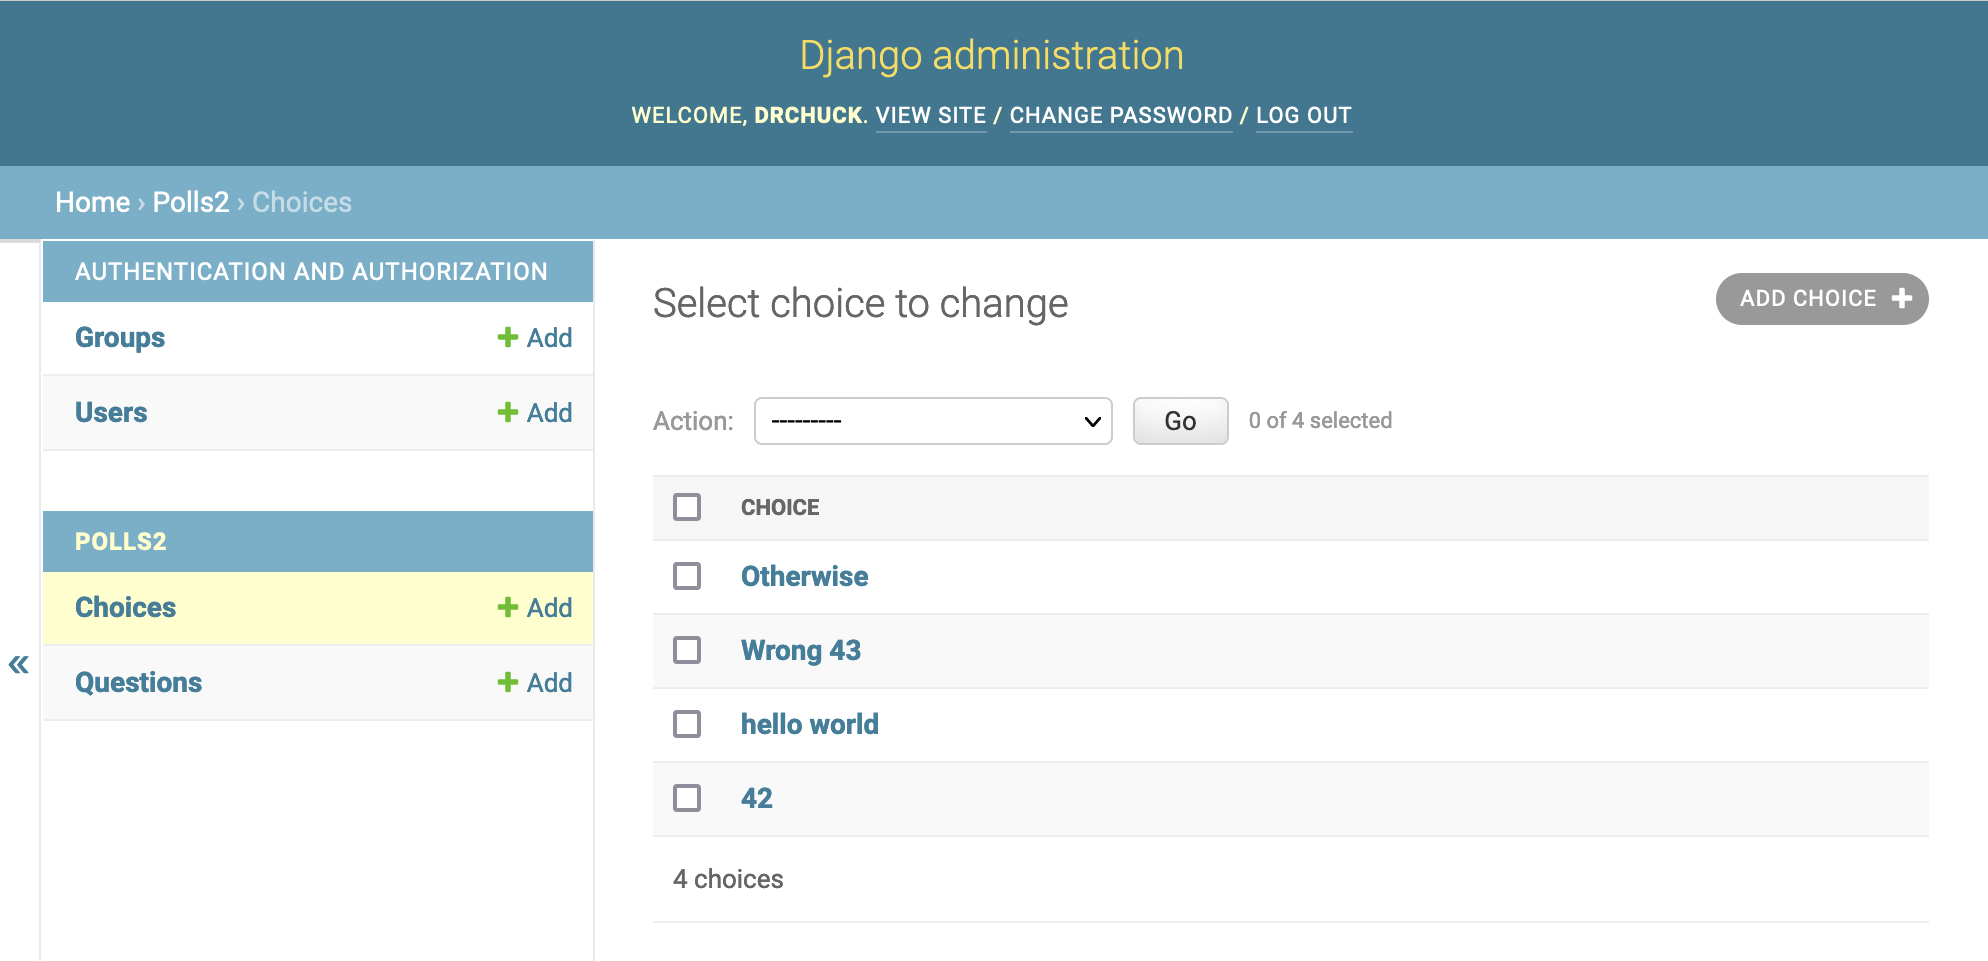 Django administration
WELCOME, DRCHUCK. VIEW SITE / CHANGE PASSWORD / LOG OUT
Home › Polls2 › Choices
AUTHENTICATION AND AUTHORIZATION
Groups + Add
Users + Add
POLLS2
Choices + Add
Questions + Add
«
Select choice to change
ADD CHOICE +
Action: --------- Go 0 of 4 selected
CHOICE
Otherwise
Wrong 43
hello world
42
4 choices